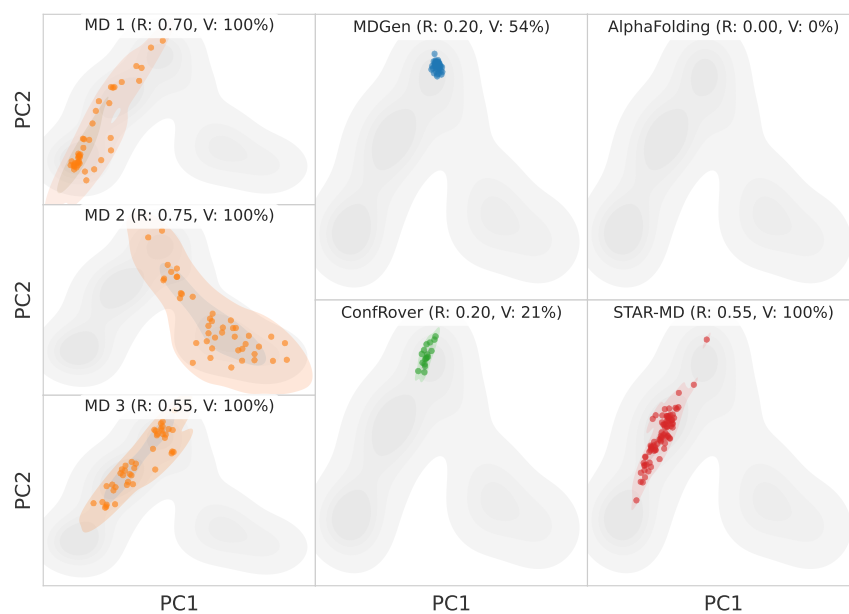 MD 1 (R: 0.70, V: 100%)
MDGen (R: 0.20, V: 54%)
AlphaFolding (R: 0.00, V: 0%)
PC2
MD 2 (R: 0.75, V: 100%)
PC2
ConfRover (R: 0.20, V: 21%)
STAR-MD (R: 0.55, V: 100%)
MD 3 (R: 0.55, V: 100%)
PC2
PC1
PC1
PC1